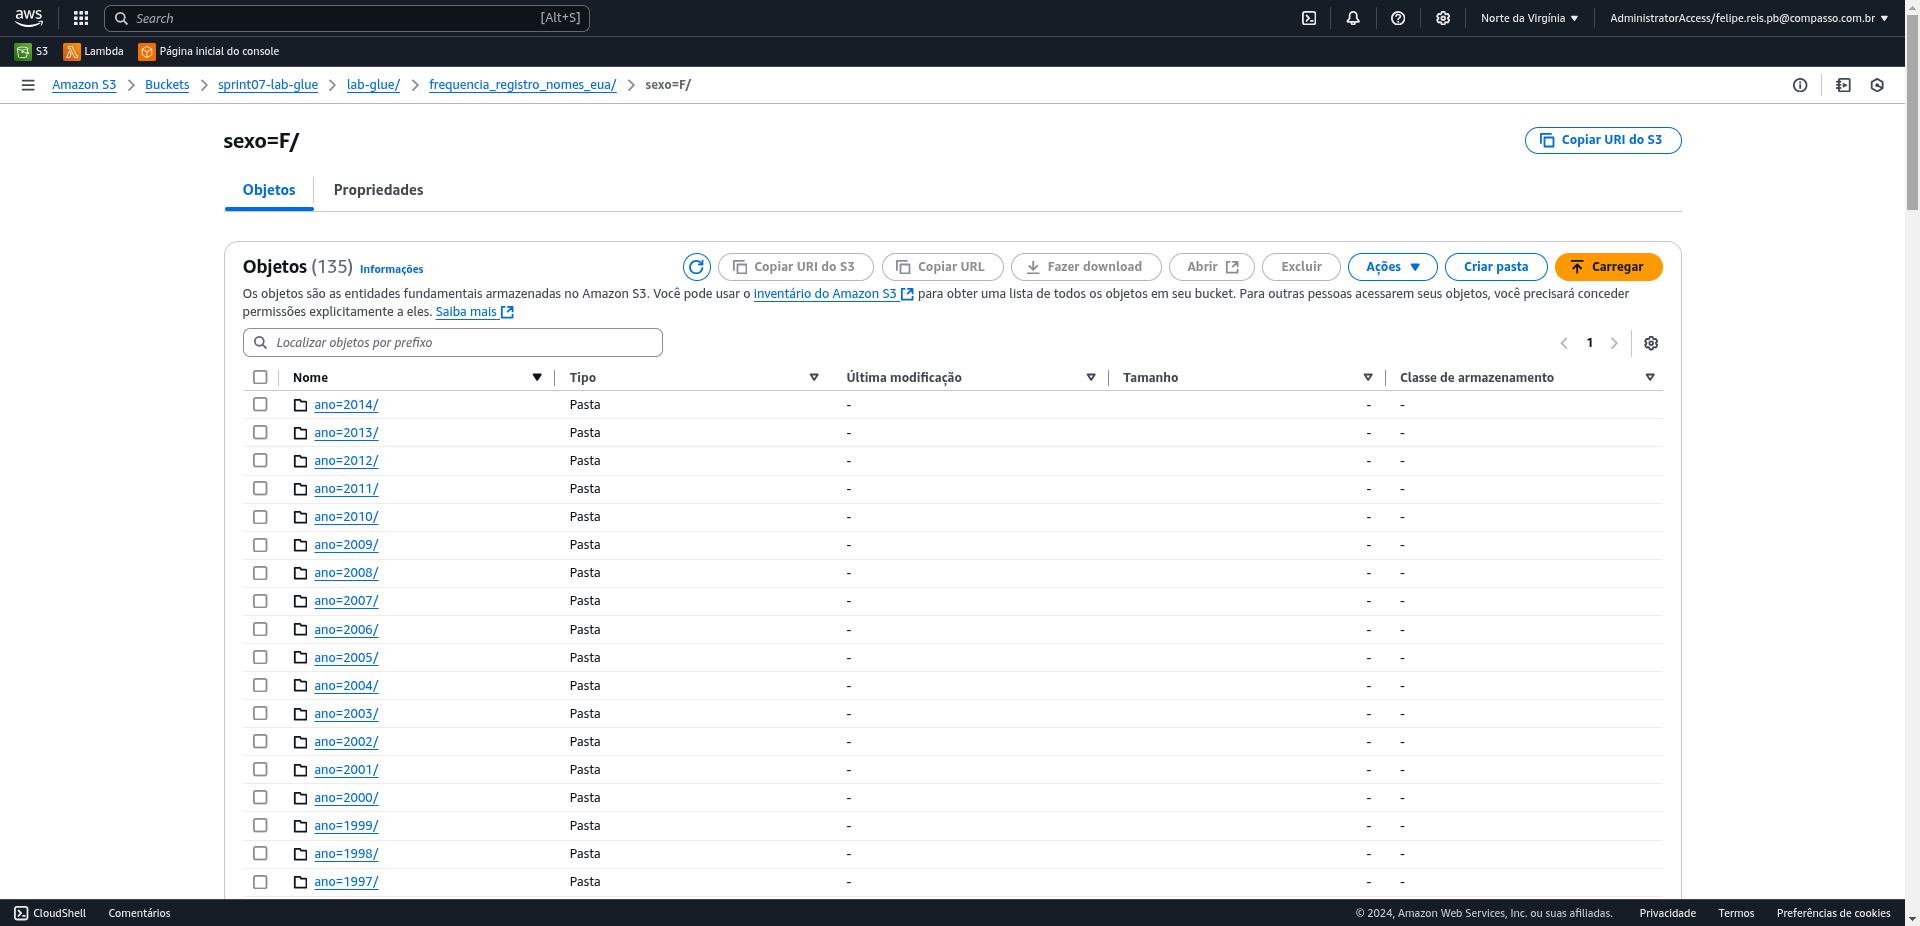 aws Search [Alt+S] Norte da Virgínia AdministratorAccess/felipe.reis.pb@compasso.com.br
S3 Lambda Página inicial do console
Amazon S3 Buckets sprint07-lab-glue lab-glue/ frequencia_registro_nomes_eua/ sexo=F/
sexo=F/ Copiar URI do S3
Objetos Propriedades
Objetos (135) Informações Copiar URI do S3 Copiar URL Fazer download Abrir Excluir Ações Criar pasta Carregar
Os objetos são as entidades fundamentais armazenadas no Amazon S3. Você pode usar o inventário do Amazon S3 para obter uma lista de todos os objetos em seu bucket. Para outras pessoas acessarem seus objetos, você precisará conceder
permissões explicitamente a eles. Saiba mais
Localizar objetos por prefixo 1
Nome Tipo Última modificação Tamanho Classe de armazenamento
ano=2014/ Pasta - - -
ano=2013/ Pasta - - -
ano=2012/ Pasta - - -
ano=2011/ Pasta - - -
ano=2010/ Pasta - - -
ano=2009/ Pasta - - -
ano=2008/ Pasta - - -
ano=2007/ Pasta - - -
ano=2006/ Pasta - - -
ano=2005/ Pasta - - -
ano=2004/ Pasta - - -
ano=2003/ Pasta - - -
ano=2002/ Pasta - - -
ano=2001/ Pasta - - -
ano=2000/ Pasta - - -
ano=1999/ Pasta - - -
ano=1998/ Pasta - - -
ano=1997/ Pasta - - -
CloudShell Comentários © 2024, Amazon Web Services, Inc. ou suas afiliadas. Privacidade Termos Preferências de cookies